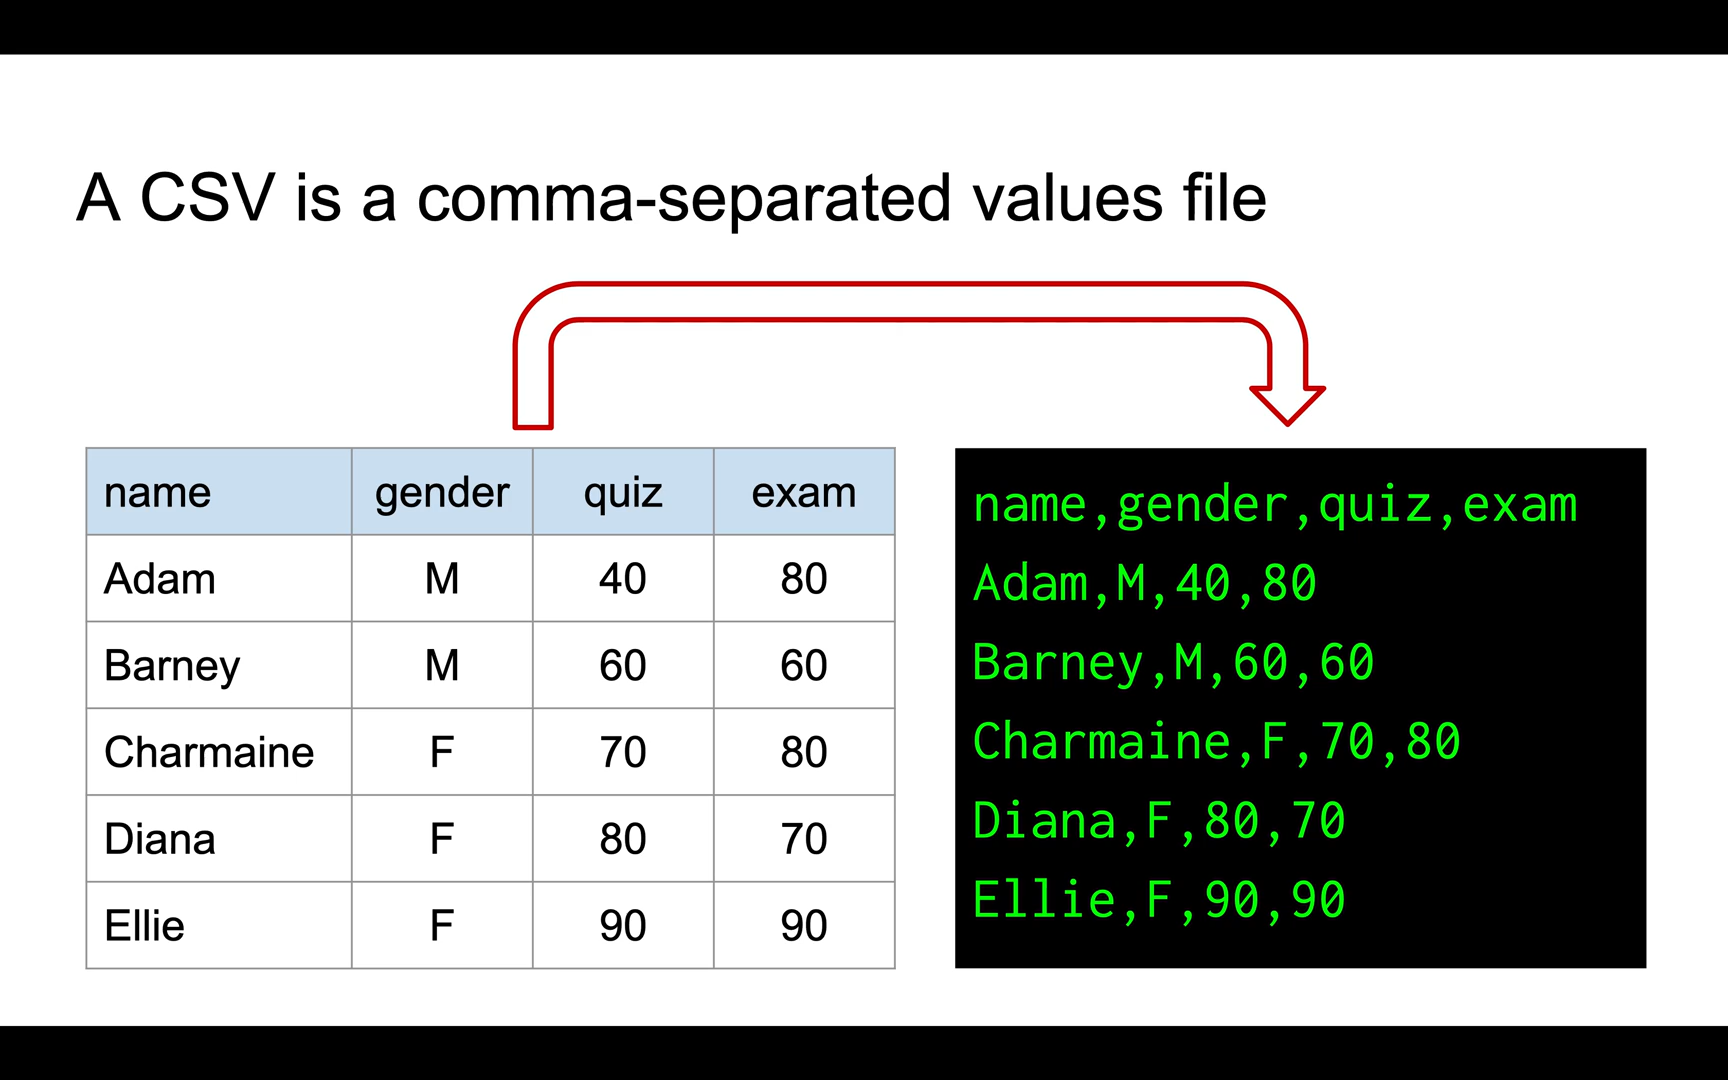 A CSV is a comma-separated values file
name gender quiz exam
Adam M 40 80
Barney M 60 60
Charmaine F 70 80
Diana F 80 70
Ellie F 90 90
name,gender,quiz,exam
Adam,M,40,80
Barney,M,60,60
Charmaine,F,70,80
Diana,F,80,70
Ellie,F,90,90